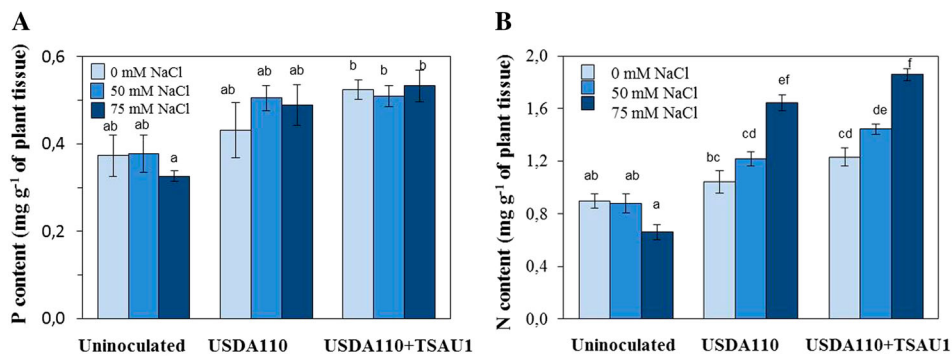 A
P content (mg g⁻¹ of plant tissue)
0,6
0,4
0,2
0,0
0 mM NaCl
50 mM NaCl
75 mM NaCl
ab
ab
a
ab
ab
ab
b
b
b
Uninoculated
USDA110
USDA110+TSAU1
B
N content (mg g⁻¹ of plant tissue)
2,0
1,6
1,2
0,8
0,4
0,0
0 mM NaCl
50 mM NaCl
75 mM NaCl
ab
ab
a
bc
cd
ef
cd
de
f
Uninoculated
USDA110
USDA110+TSAU1